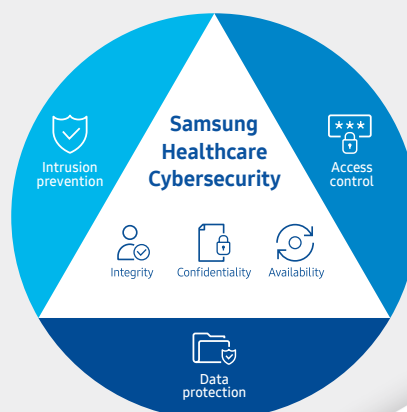 Samsung
Healthcare
Cybersecurity
Intrusion
prevention
***
Access
control
Integrity
Confidentiality
Availability
Data
protection